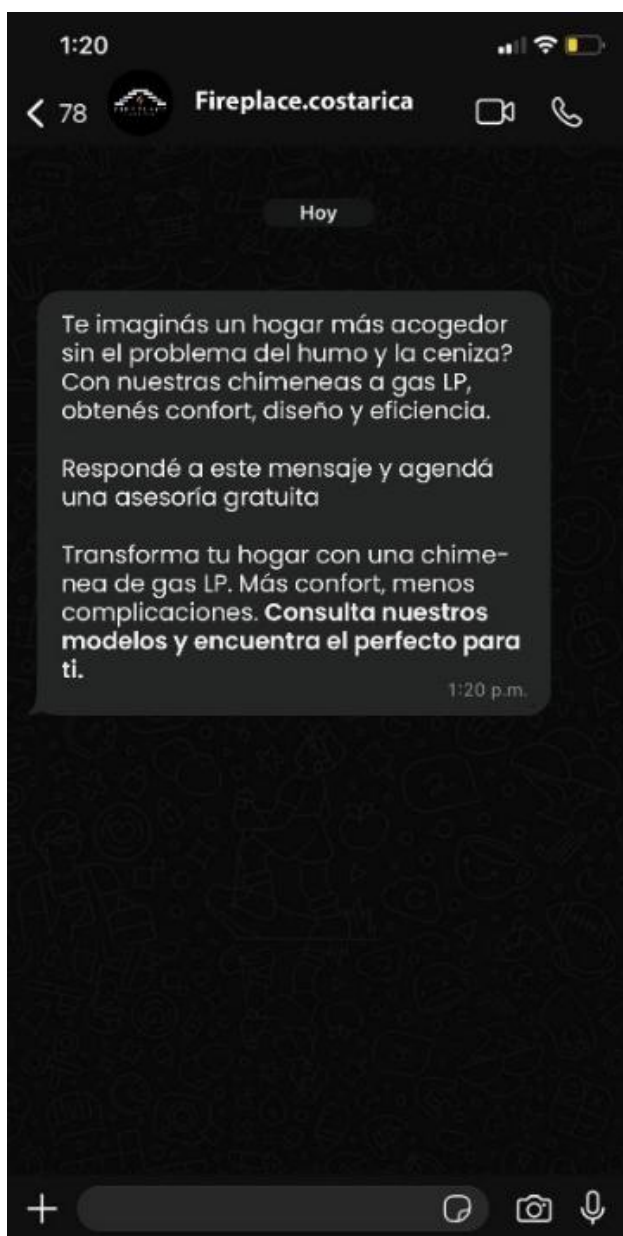 1:20
78
Fireplace.costarica
Hoy
Te imaginás un hogar más acogedor
sin el problema del humo y la ceniza?
Con nuestras chimeneas a gas LP,
obtenés confort, diseño y eficiencia.
Respondé a este mensaje y agendá
una asesoría gratuita
Transforma tu hogar con una chime-
nea de gas LP. Más confort, menos
complicaciones. Consulta nuestros
modelos y encuentra el perfecto para
ti.
1:20 p.m.